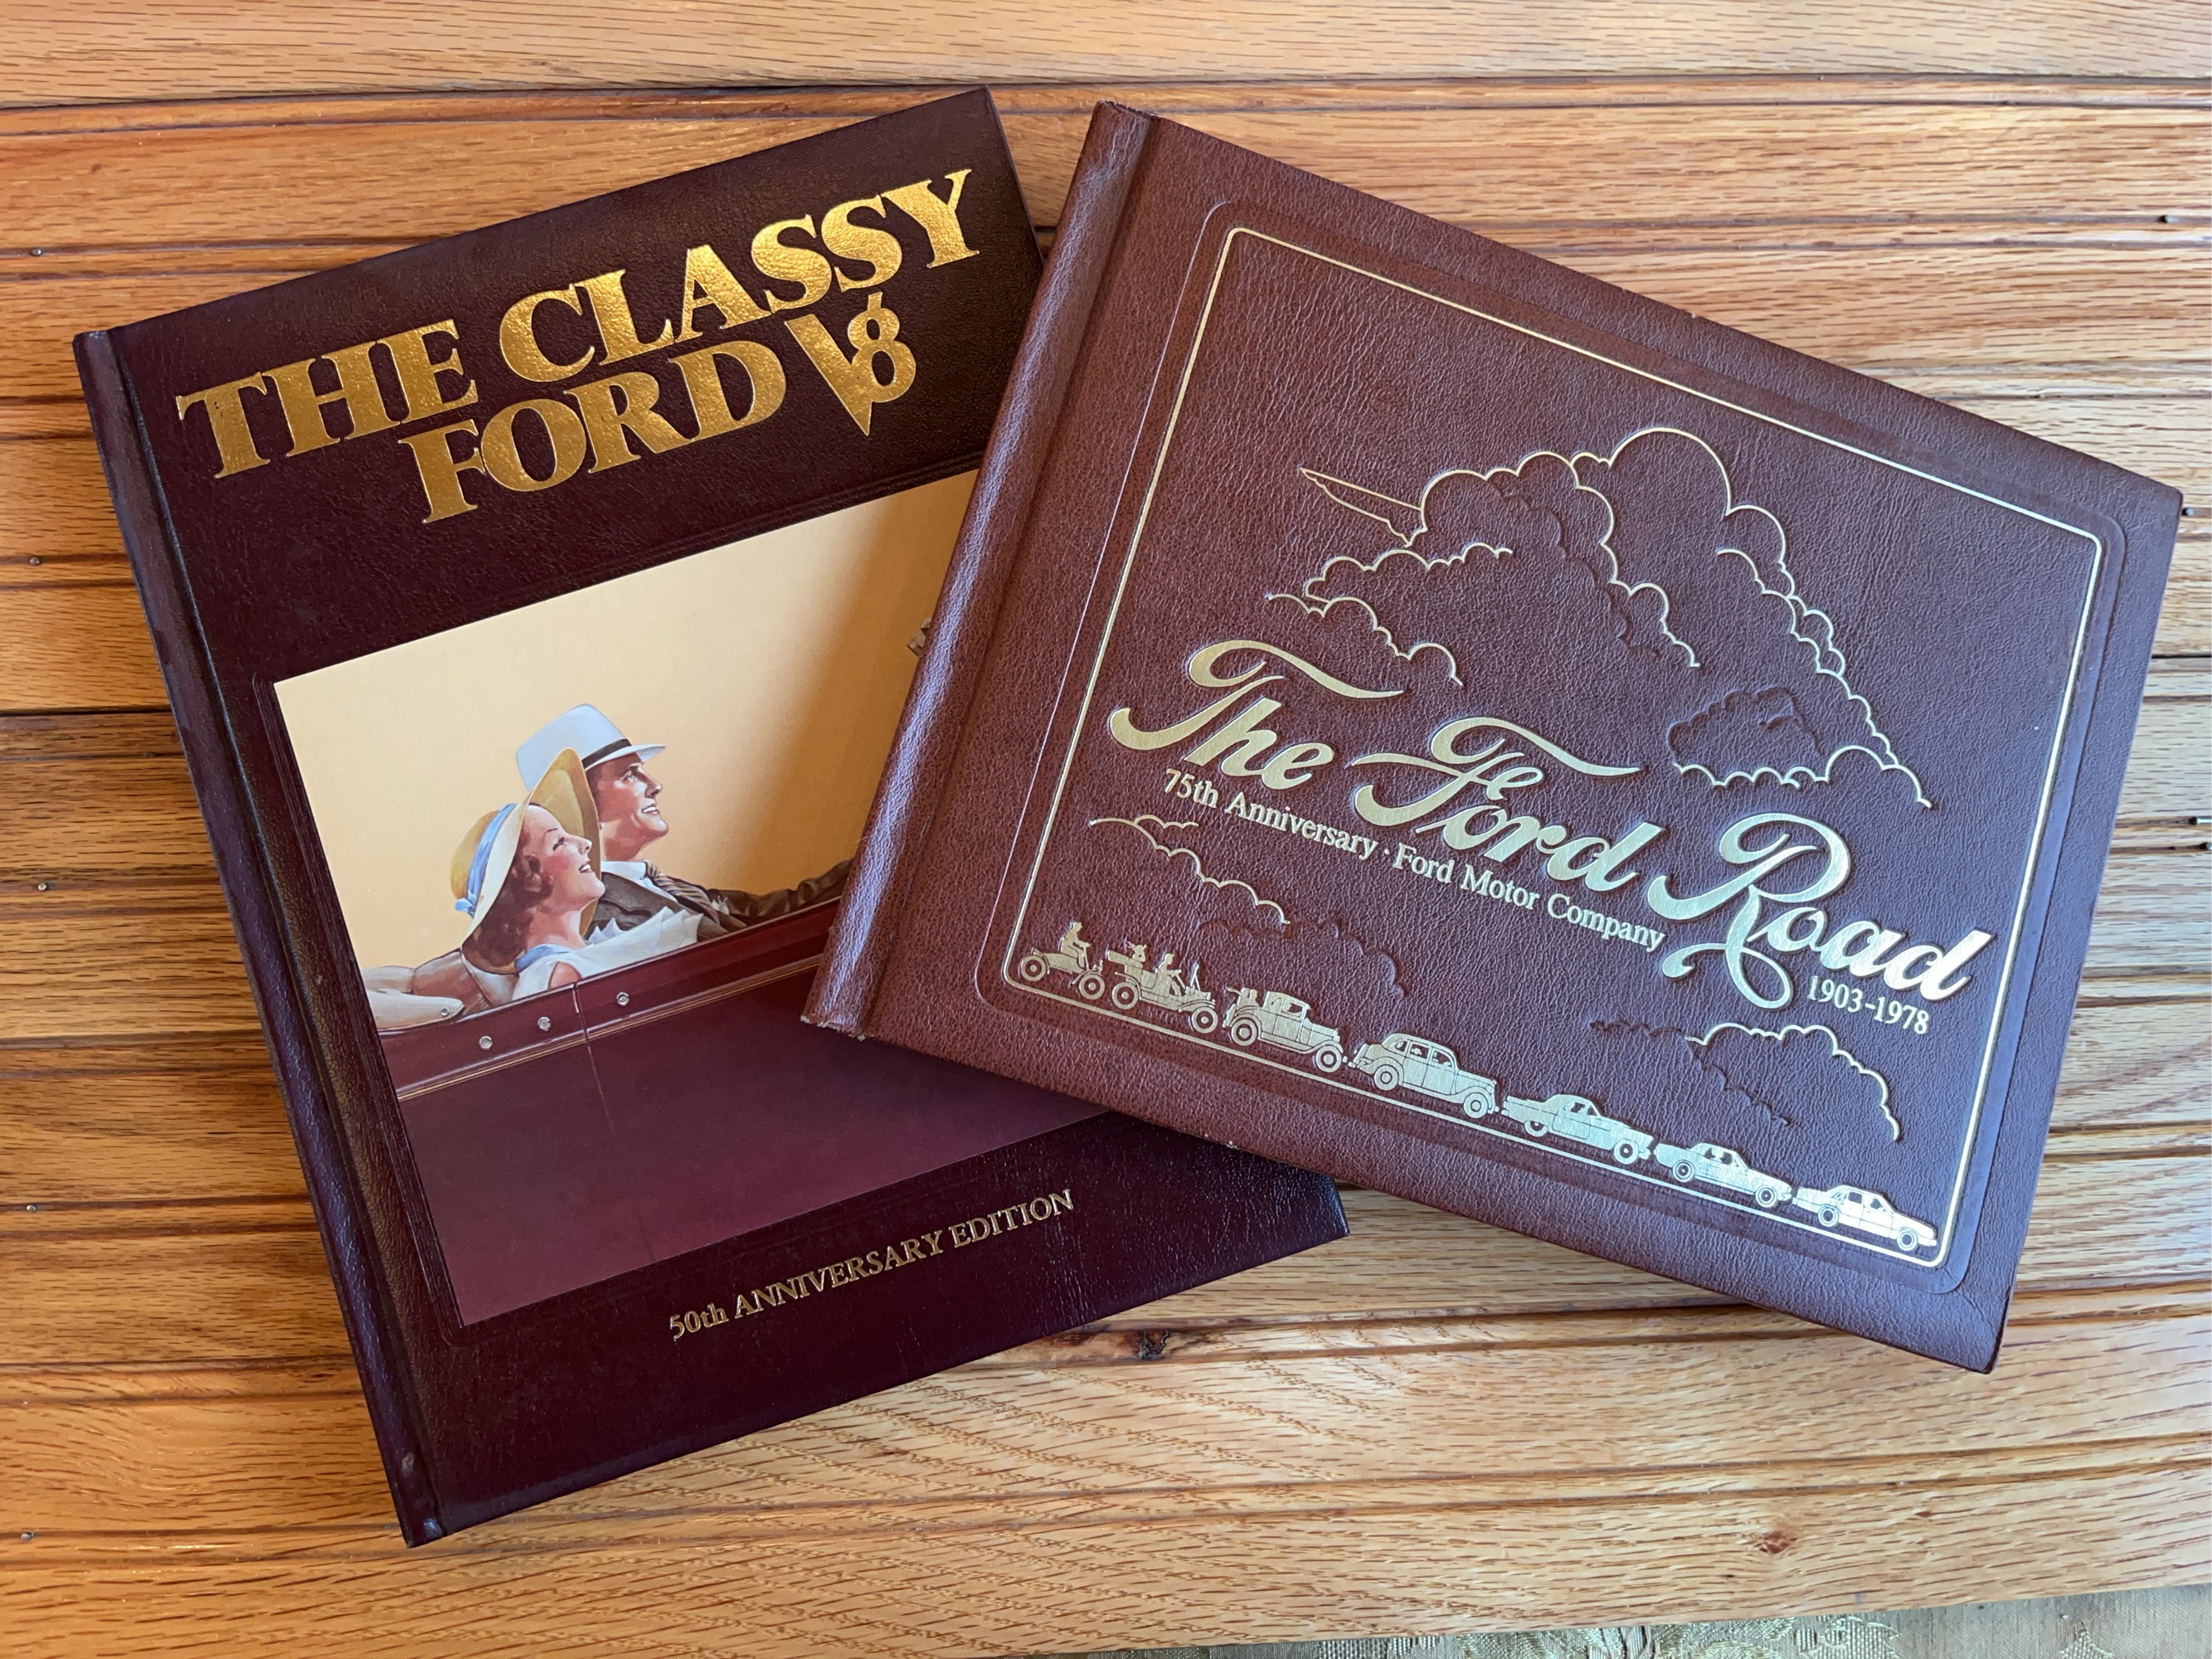 THE CLASSY
FORD V8
50th ANNIVERSARY EDITION
The Ford Road
75th Anniversary · Ford Motor Company
1903-1978